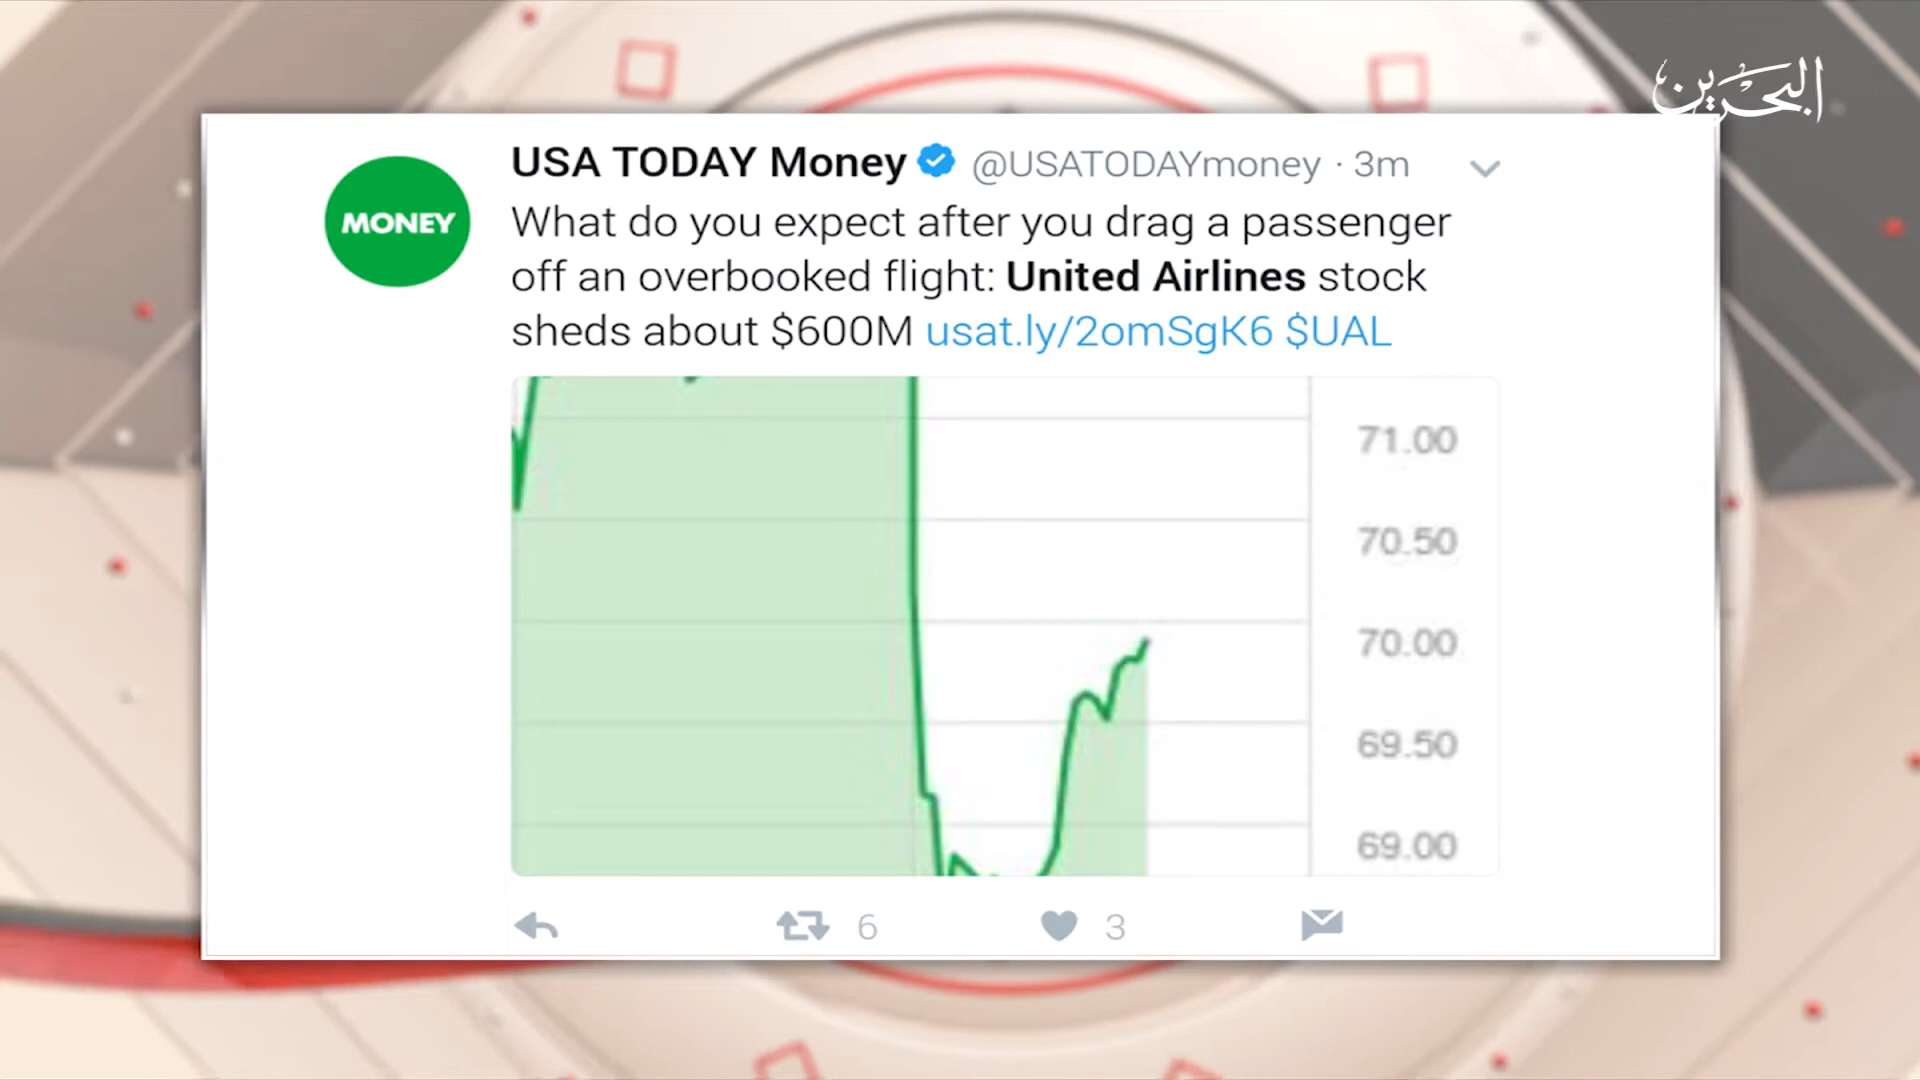 البحرين
USA TODAY Money @USATODAYmoney · 3m
MONEY
What do you expect after you drag a passenger
off an overbooked flight: United Airlines stock
sheds about $600M usat.ly/2omSgK6 $UAL
71.00
70.50
70.00
69.50
69.00
6
3